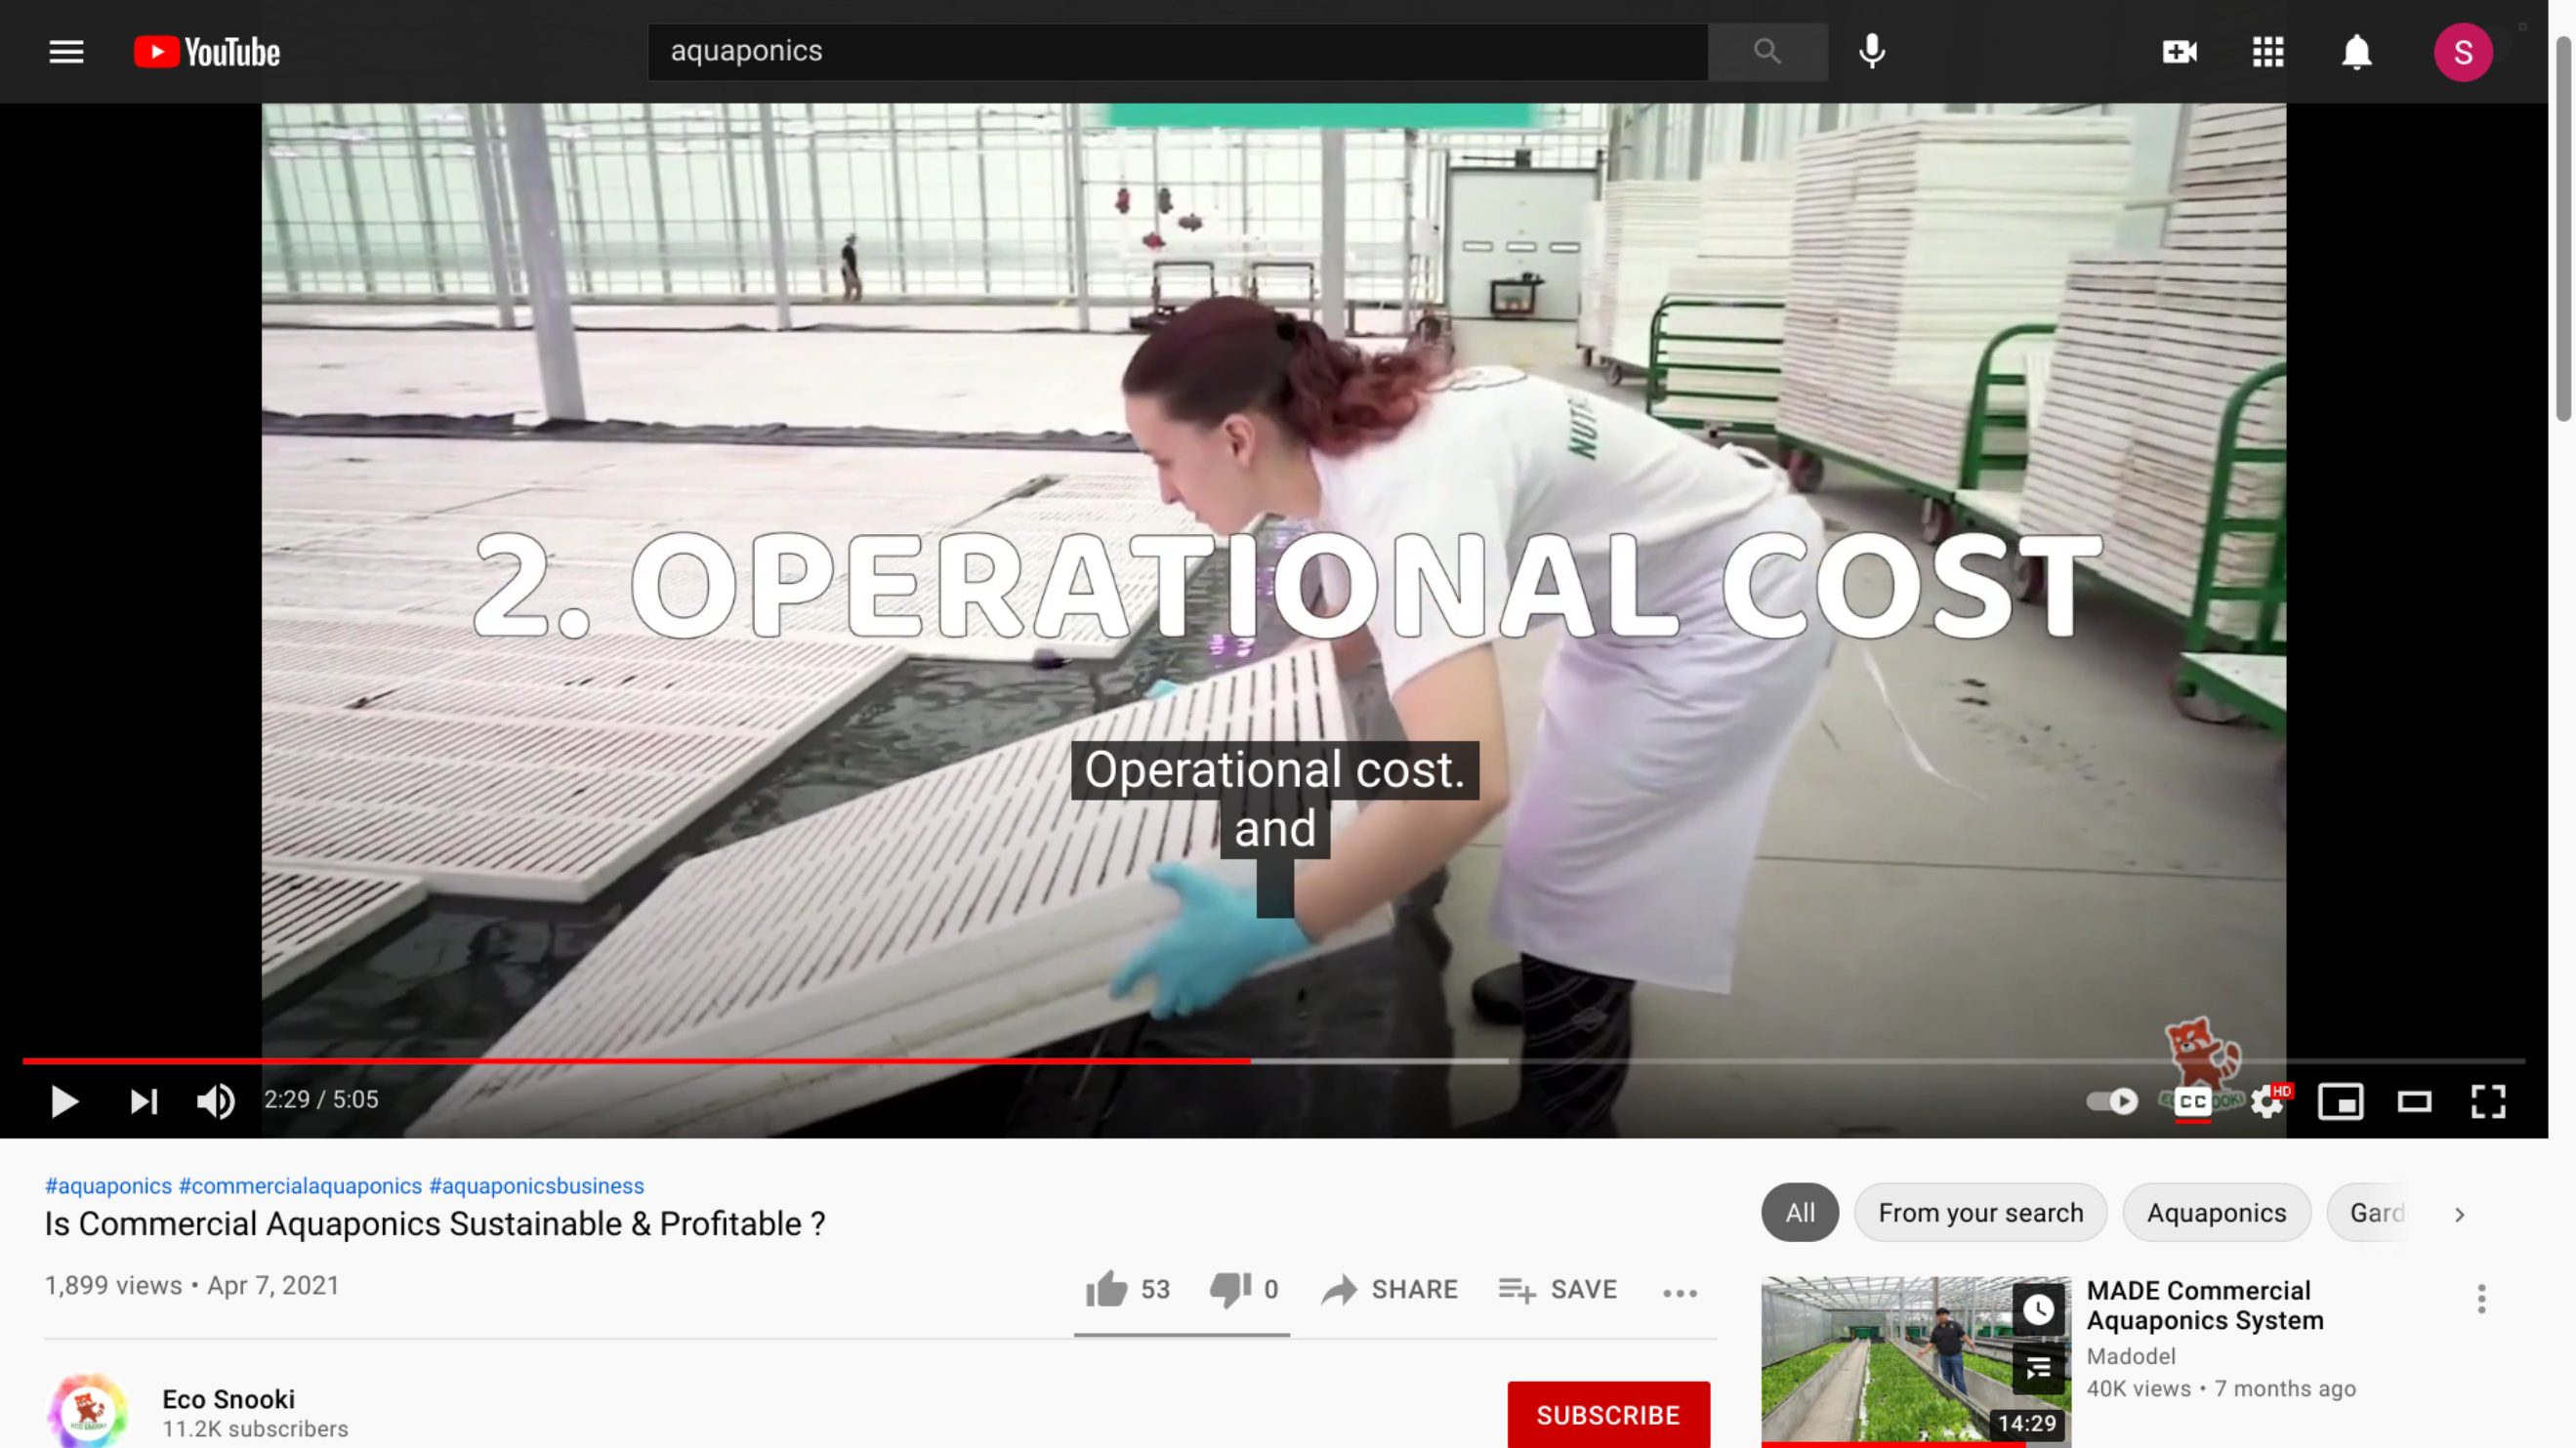 YouTube
aquaponics
S
NUTR
2. OPERATIONAL COST
Operational cost.
and
2:29 / 5:05
CC
HD
#aquaponics #commercialaquaponics #aquaponicsbusiness
Is Commercial Aquaponics Sustainable & Profitable ?
1,899 views • Apr 7, 2021
53
0
SHARE
SAVE
Eco Snooki
11.2K subscribers
SUBSCRIBE
All
From your search
Aquaponics
Gard
MADE Commercial
Aquaponics System
Madodel
40K views • 7 months ago
14:29